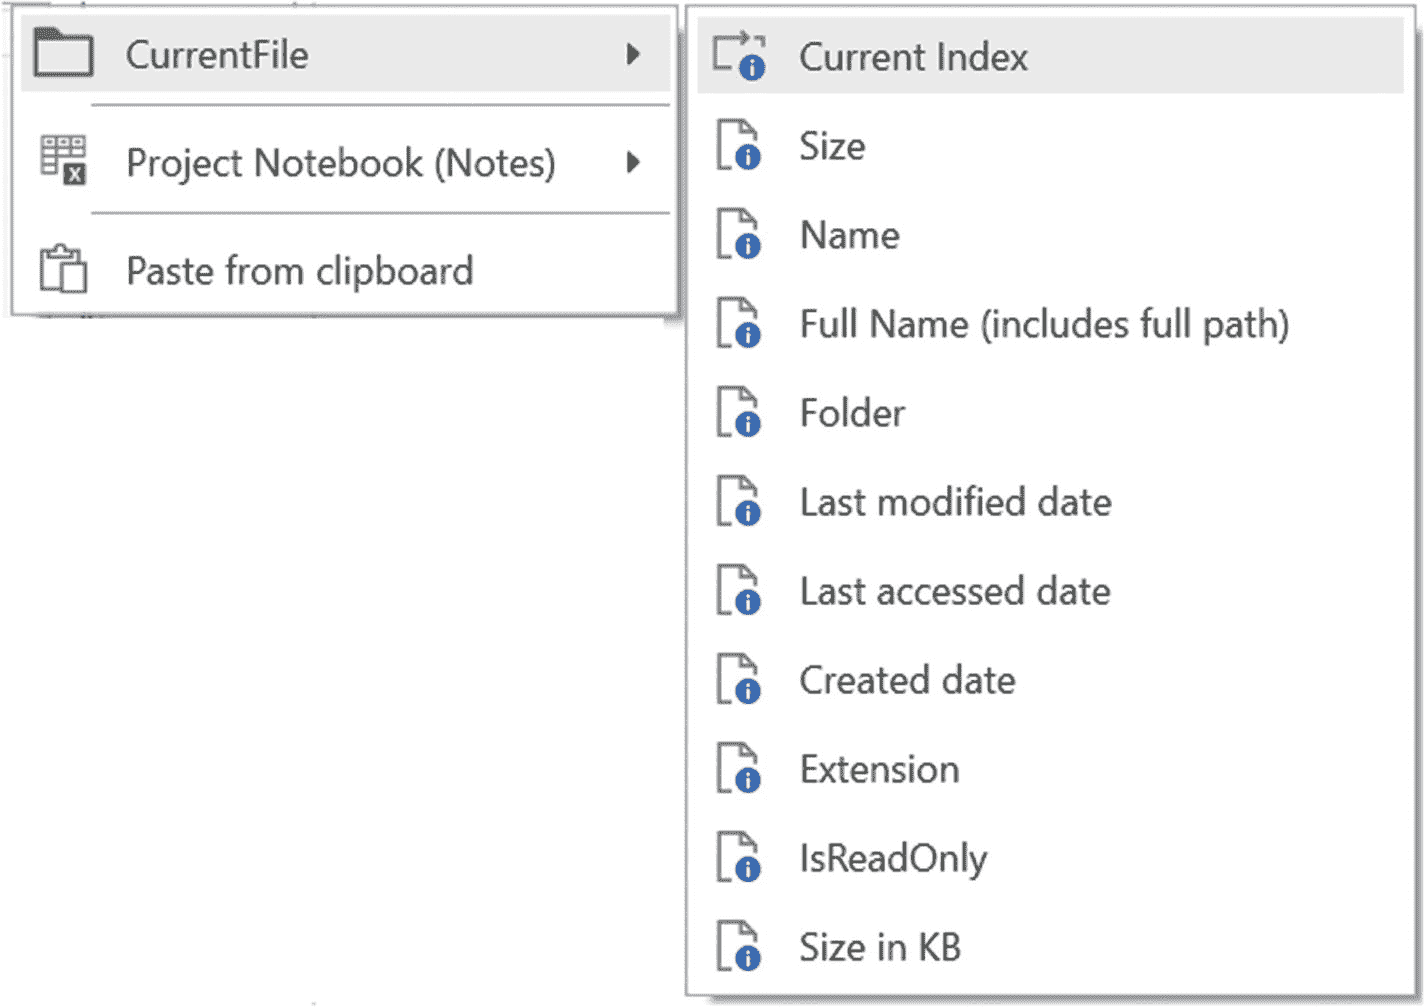 CurrentFile
Project Notebook (Notes)
Paste from clipboard
Current Index
Size
Name
Full Name (includes full path)
Folder
Last modified date
Last accessed date
Created date
Extension
IsReadOnly
Size in KB